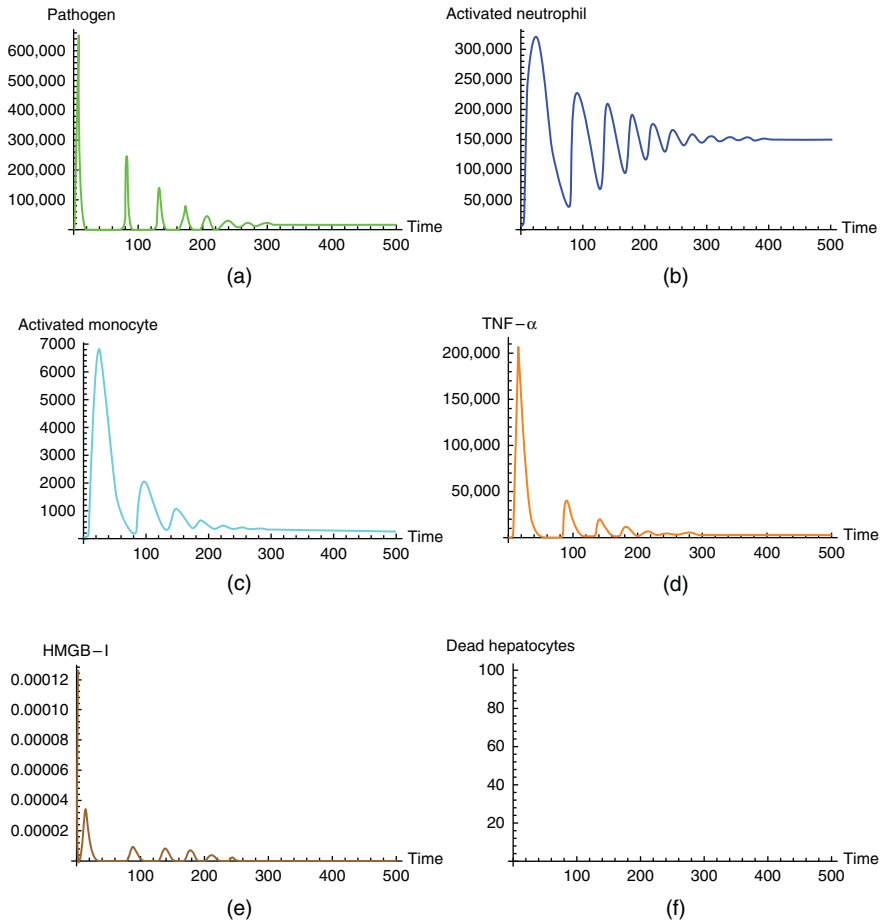 Pathogen
600,000
500,000
400,000
300,000
200,000
100,000
100 200 300 400 500
Time
(a)
Activated neutrophil
300,000
250,000
200,000
150,000
100,000
50,000
100 200 300 400 500
Time
(b)
Activated monocyte
7000
6000
5000
4000
3000
2000
1000
100 200 300 400 500
Time
(c)
TNF–α
200,000
150,000
100,000
50,000
100 200 300 400 500
Time
(d)
HMGB–I
0.00012
0.00010
0.00008
0.00006
0.00004
0.00002
100 200 300 400 500
Time
(e)
Dead hepatocytes
100
80
60
40
20
100 200 300 400 500
Time
(f)